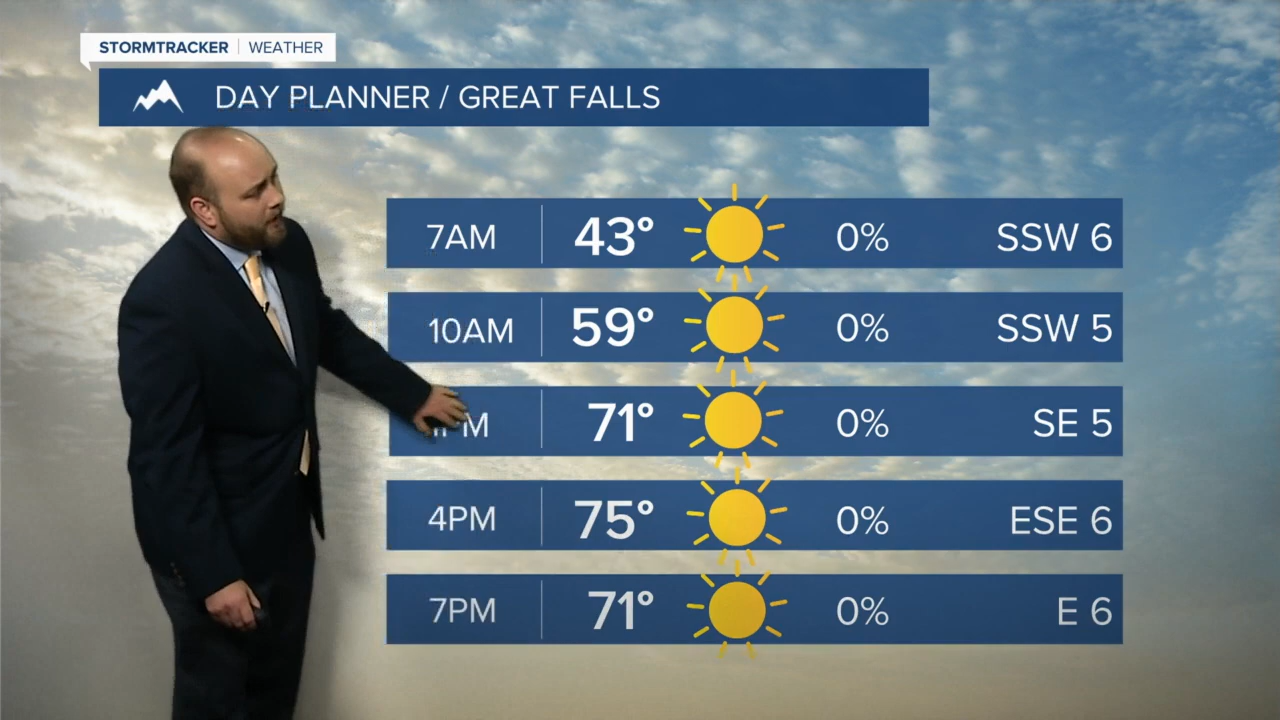 STORMTRACKER | WEATHER
DAY PLANNER / GREAT FALLS
7AM 43° 0% SSW 6
10AM 59° 0% SSW 5
71° 0% SE 5
4PM 75° 0% ESE 6
7PM 71° 0% E 6